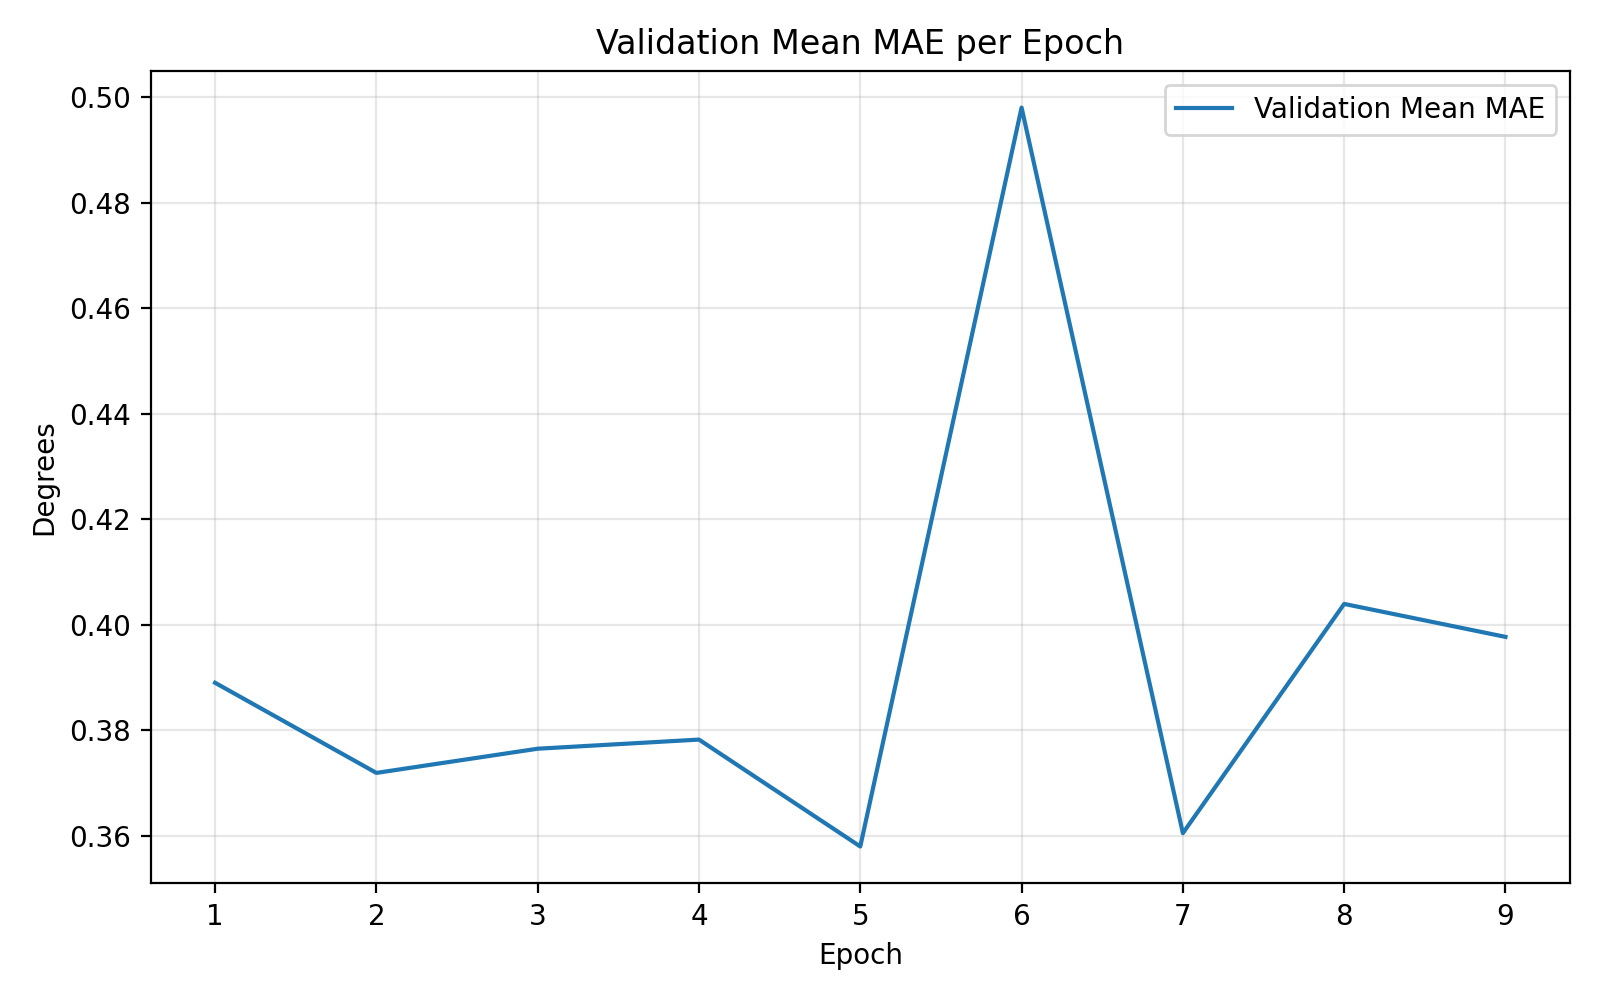 Validation Mean MAE per Epoch
Validation Mean MAE
0.50
0.48
0.46
0.44
0.42
0.40
0.38
0.36
Degrees
1 2 3 4 5 6 7 8 9
Epoch